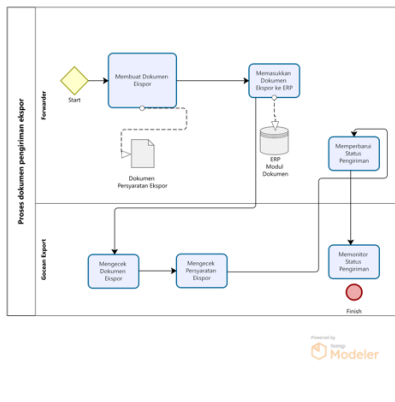 Proses dokumen pengiriman ekspor
Forwarder
Start
Membuat Dokumen
Ekspor
Memasukkan
Dokumen
Ekspor ke ERP
Dokumen
Persyaratan Ekspor
ERP
Modul
Dokumen
Memperbarui
Status
Pengiriman
Gocean Export
Mengecek
Dokumen
Ekspor
Mengecek
Persyaratan
Ekspor
Memonitor
Status
Pengiriman
Finish
Powered by
bizagi
Modeler